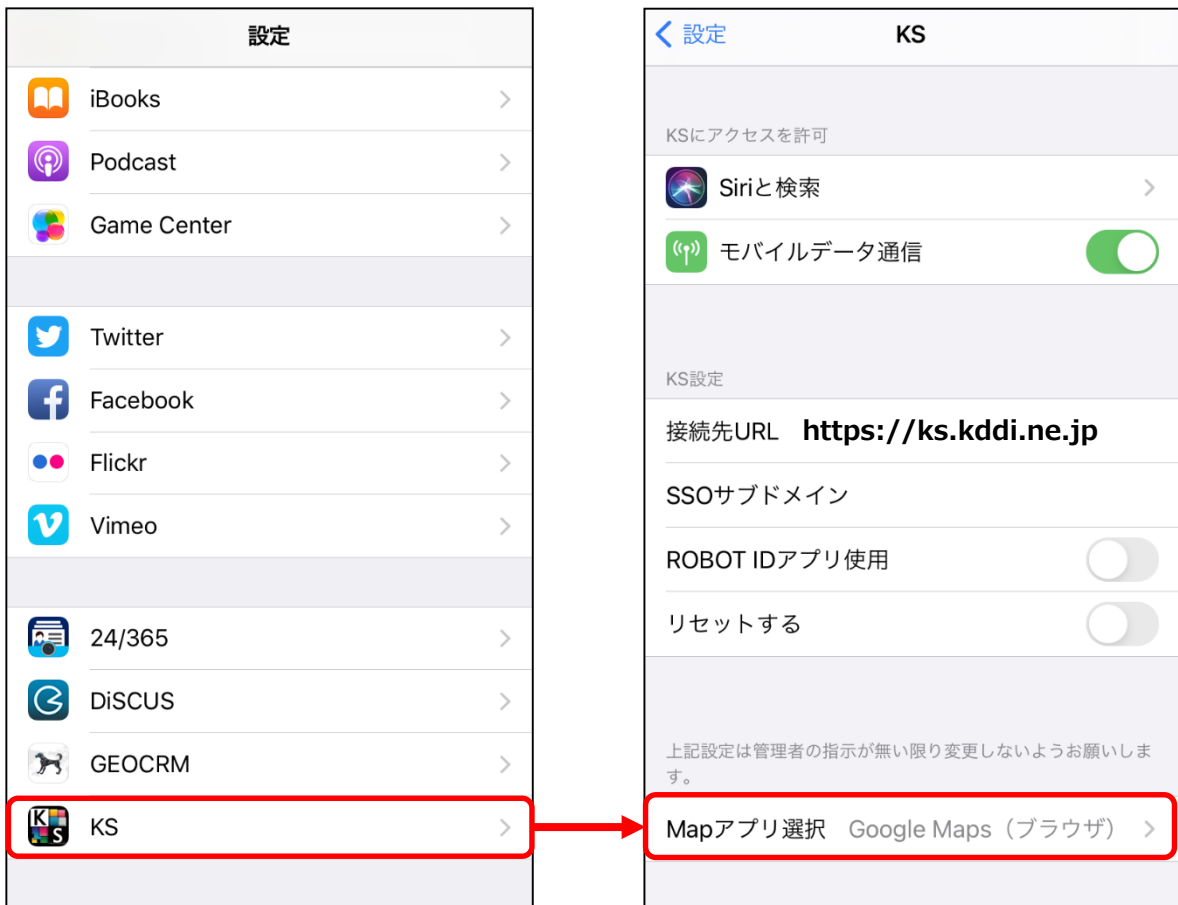 設定
iBooks
Podcast
Game Center
Twitter
Facebook
Flickr
Vimeo
24/365
DiSCUS
GEOCRM
KS
KS
設定
KS
KSにアクセスを許可
Siriと検索
モバイルデータ通信
KS設定
接続先URL https://ks.kddi.ne.jp
SSOサブドメイン
ROBOT IDアプリ使用
リセットする
上記設定は管理者の指示が無い限り変更しないようお願いしま
す。
Mapアプリ選択 Google Maps（ブラウザ）